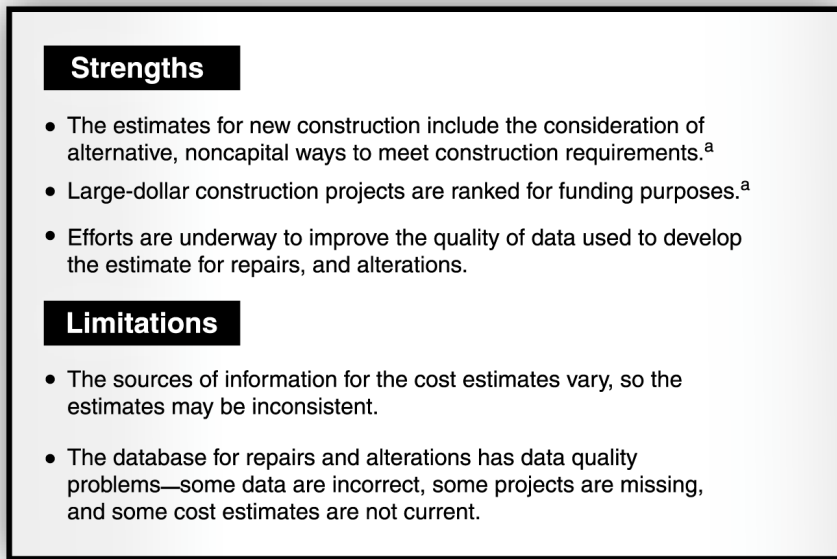 Strengths
• The estimates for new construction include the consideration of
alternative, noncapital ways to meet construction requirements.a
• Large-dollar construction projects are ranked for funding purposes.a
• Efforts are underway to improve the quality of data used to develop
the estimate for repairs, and alterations.
Limitations
• The sources of information for the cost estimates vary, so the
estimates may be inconsistent.
• The database for repairs and alterations has data quality
problems—some data are incorrect, some projects are missing,
and some cost estimates are not current.